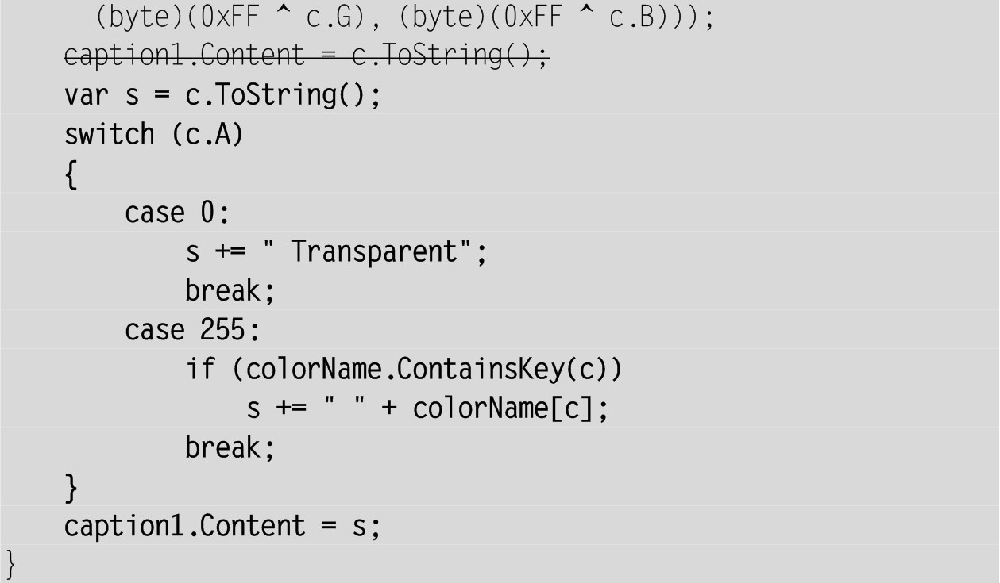 (byte)(0xFF ^ c.G), (byte)(0xFF ^ c.B)));
caption1.Content = c.ToString();
var s = c.ToString();
switch (c.A)
{
case 0:
s += " Transparent";
break;
case 255:
if (colorName.ContainsKey(c))
s += " " + colorName[c];
break;
}
caption1.Content = s;
}